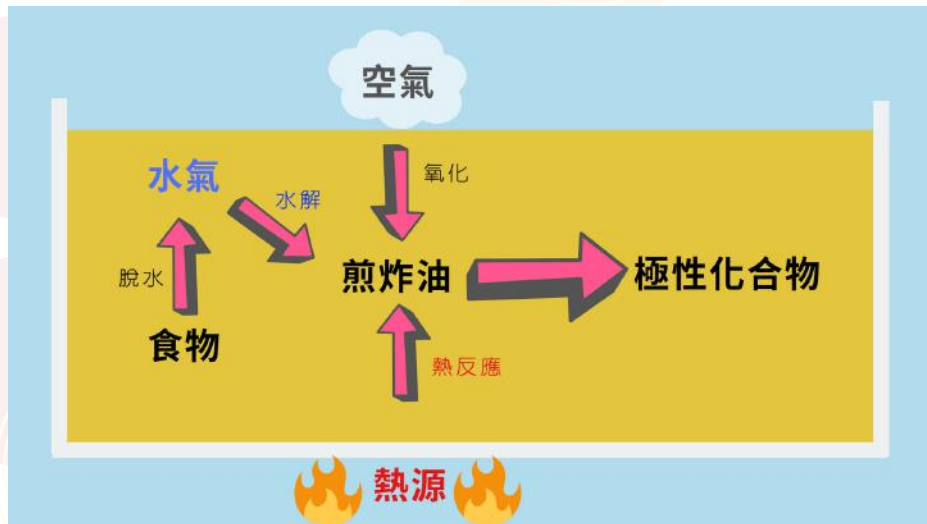 空氣
水氣
氧化
水解
脫水
煎炸油
極性化合物
食物
熱反應
熱源